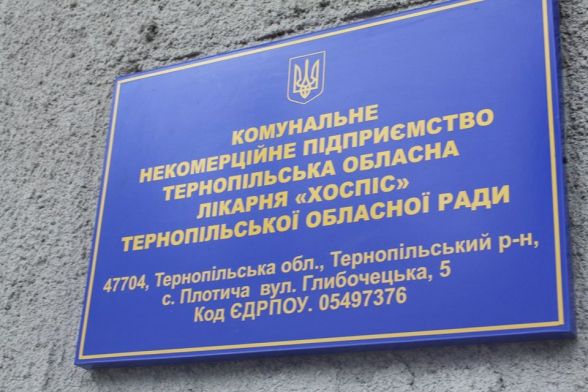 КОМУНАЛЬНЕ
НЕКОМЕРЦІЙНЕ ПІДПРИЄМСТВО
ТЕРНОПІЛЬСЬКА ОБЛАСНА
ЛІКАРНЯ «ХОСПІС»
ТЕРНОПІЛЬСЬКОЇ ОБЛАСНОЇ РАДИ
47704, Тернопільська обл., Тернопільський р-н,
с. Плотича вул. Глибочецька, 5
Код ЄДРПОУ. 05497376